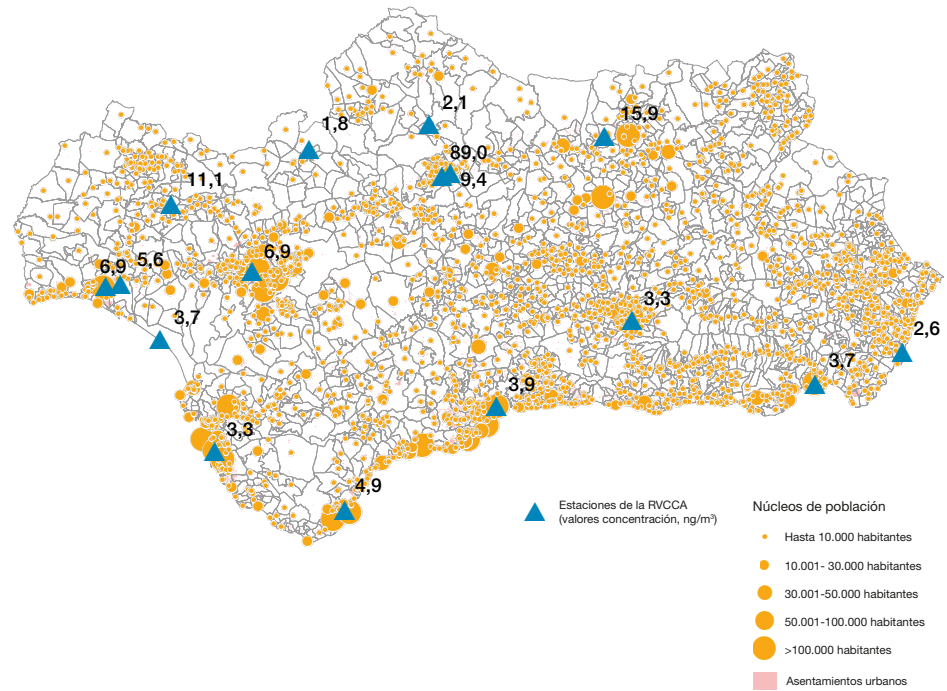 2,1
15,9
1,8
89,0
9,4
11,1
6,9
5,6
6,9
3,7
3,3
2,6
3,7
3,9
3,3
4,9
Estaciones de la RVCCA
(valores concentración, ng/m³)
Núcleos de población
Hasta 10.000 habitantes
10.001- 30.000 habitantes
30.001-50.000 habitantes
50.001-100.000 habitantes
>100.000 habitantes
Asentamientos urbanos